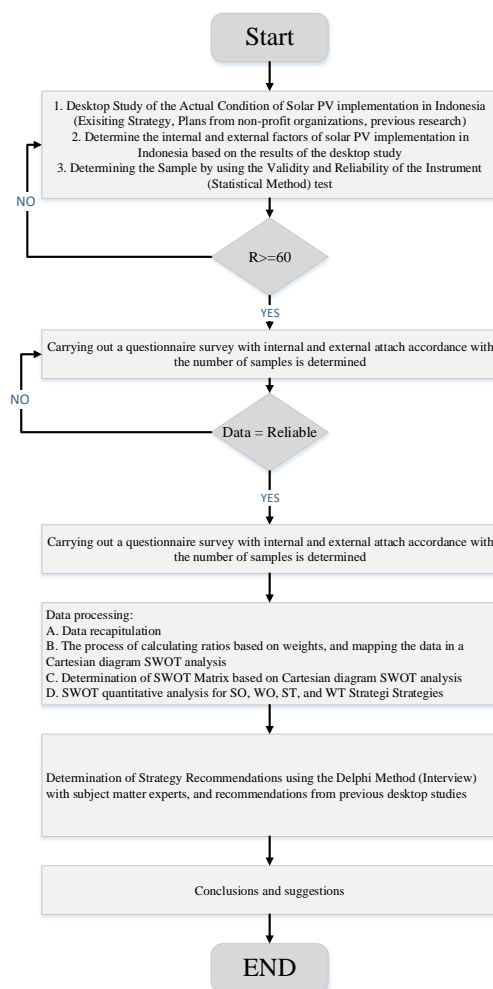 Start
1. Desktop Study of the Actual Condition of Solar PV implementation in Indonesia
(Exisiting Strategy, Plans from non-profit organizations, previous research)
2. Determine the internal and external factors of solar PV implementation in
Indonesia based on the results of the desktop study
3. Determining the Sample by using the Validity and Reliability of the Instrument
(Statistical Method) test
NO
R>=60
YES
Carrying out a questionnaire survey with internal and external attach accordance with
the number of samples is determined
NO
Data = Reliable
YES
Carrying out a questionnaire survey with internal and external attach accordance with
the number of samples is determined
Data processing:
A. Data recapitulation
B. The process of calculating ratios based on weights, and mapping the data in a
Cartesian diagram SWOT analysis
C. Determination of SWOT Matrix based on Cartesian diagram SWOT analysis
D. SWOT quantitative analysis for SO, WO, ST, and WT Strategi Strategies
Determination of Strategy Recommendations using the Delphi Method (Interview)
with subject matter experts, and recommendations from previous desktop studies
Conclusions and suggestions
END